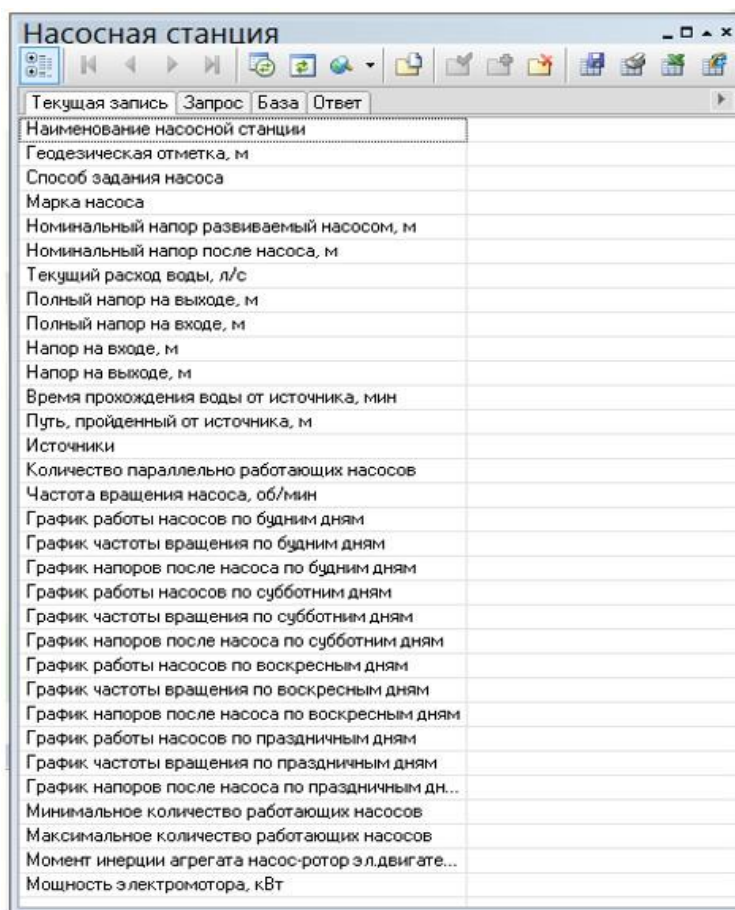 Насосная станция
Текущая запись Запрос База Ответ
Наименование насосной станции
Геодезическая отметка, м
Способ задания насоса
Марка насоса
Номинальный напор развиваемый насосом, м
Номинальный напор после насоса, м
Текущий расход воды, л/с
Полный напор на выходе, м
Полный напор на входе, м
Напор на входе, м
Напор на выходе, м
Время прохождения воды от источника, мин
Путь, пройденный от источника, м
Источники
Количество параллельно работающих насосов
Частота вращения насоса, об/мин
График работы насосов по будним дням
График частоты вращения по будним дням
График напоров после насоса по будним дням
График работы насосов по субботним дням
График частоты вращения по субботним дням
График напоров после насоса по субботним дням
График работы насосов по воскресным дням
График частоты вращения по воскресным дням
График напоров после насоса по воскресным дням
График работы насосов по праздничным дням
График частоты вращения по праздничным дням
График напоров после насоса по праздничным дн...
Минимальное количество работающих насосов
Максимальное количество работающих насосов
Момент инерции агрегата насос-ротор эл.двигате...
Мощность электромотора, кВт